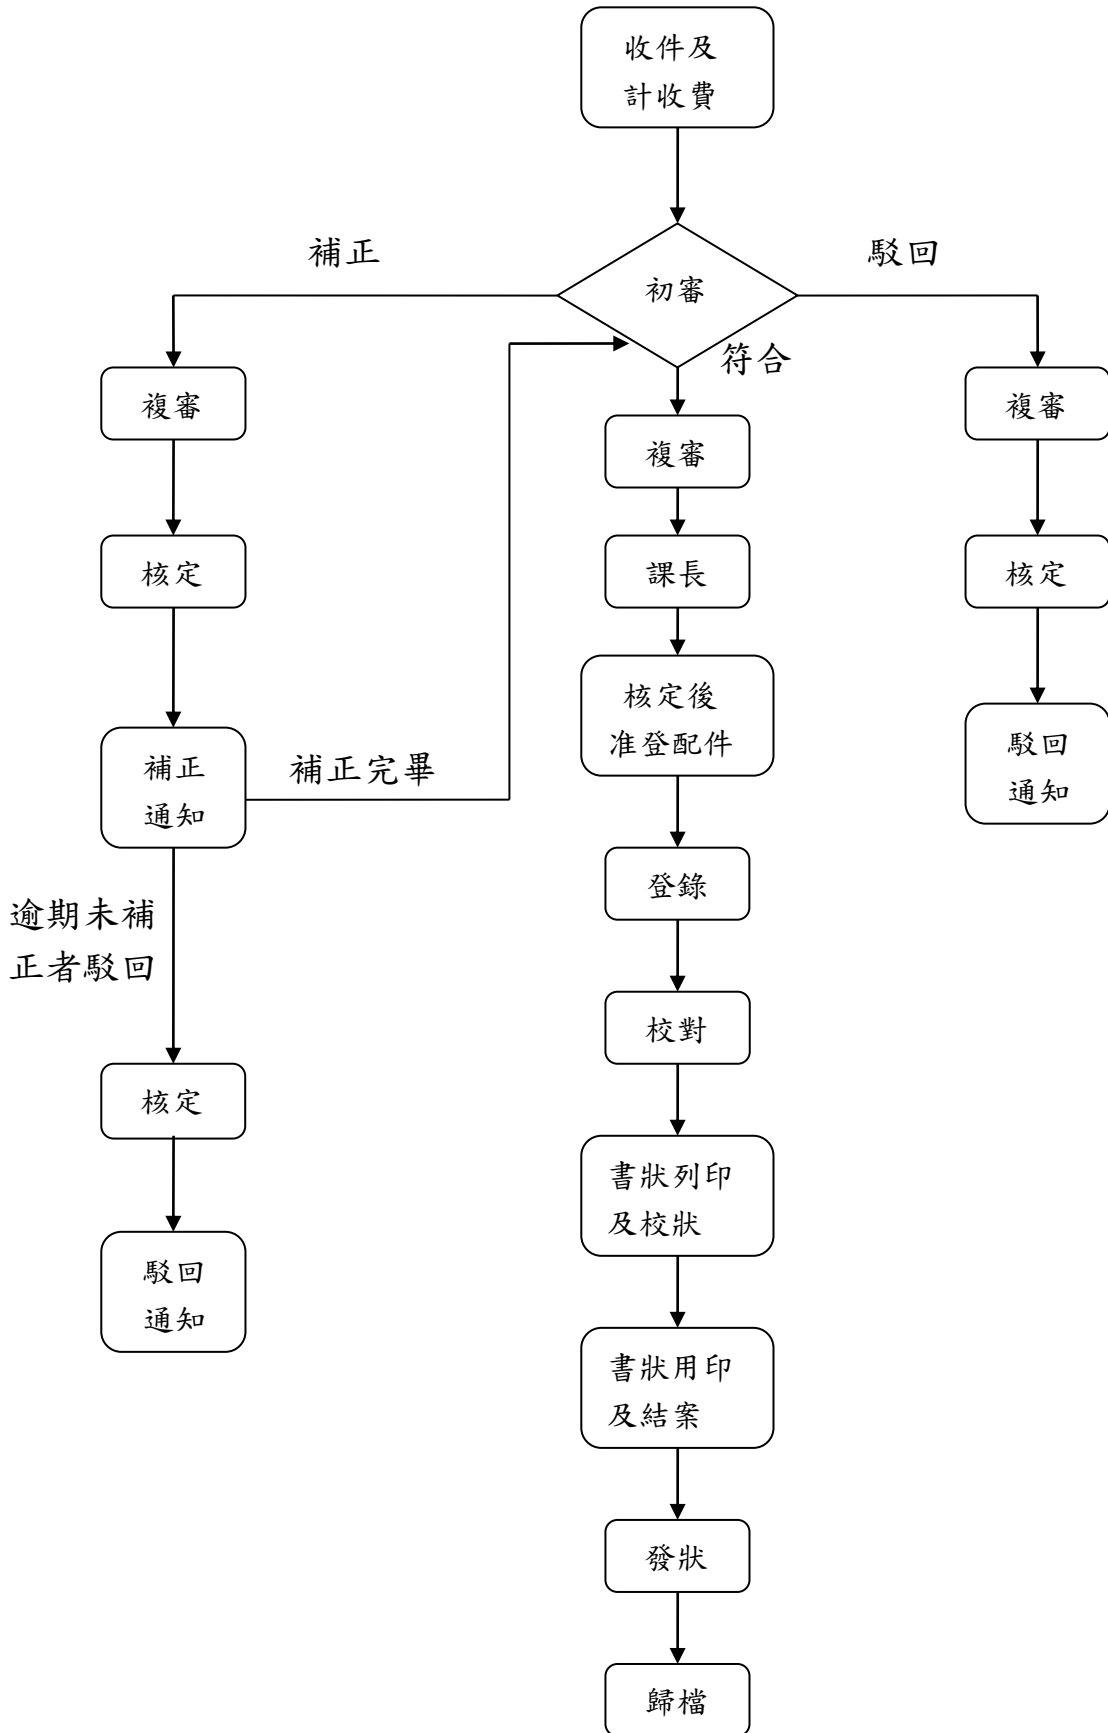 收件及
計收費
補正
駁回
初審
符合
複審
複審
複審
核定
課長
核定
核定後
准登配件
補正
通知
補正完畢
駁回
通知
登錄
逾期未補
正者駁回
校對
核定
書狀列印
及校狀
駁回
通知
書狀用印
及結案
發狀
歸檔